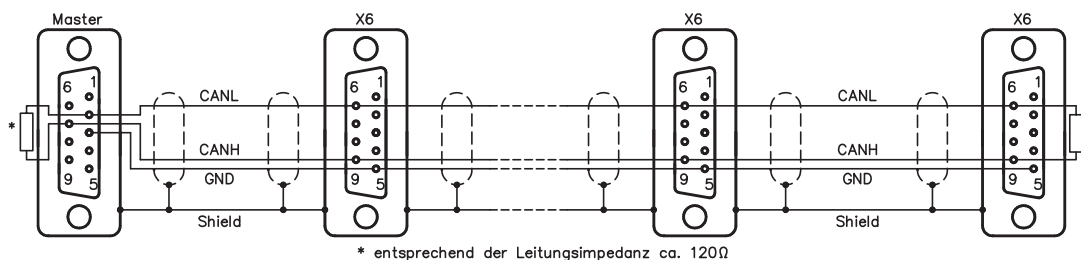 Master X6 X6 X6
6 1 6 1 6 1 6 1
CANL CANL
*
CANH CANH
9 5 GND 9 5 9 5 GND 9 5
Shield Shield
* entsprechend der Leitungsimpedanz ca. 120Ω